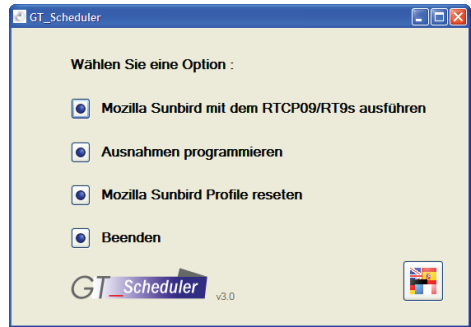 GT_Scheduler
Wählen Sie eine Option :
Mozilla Sunbird mit dem RTCP09/RT9s ausführen
Ausnahmen programmieren
Mozilla Sunbird Profile reseten
Beenden
GT_Scheduler v3.0